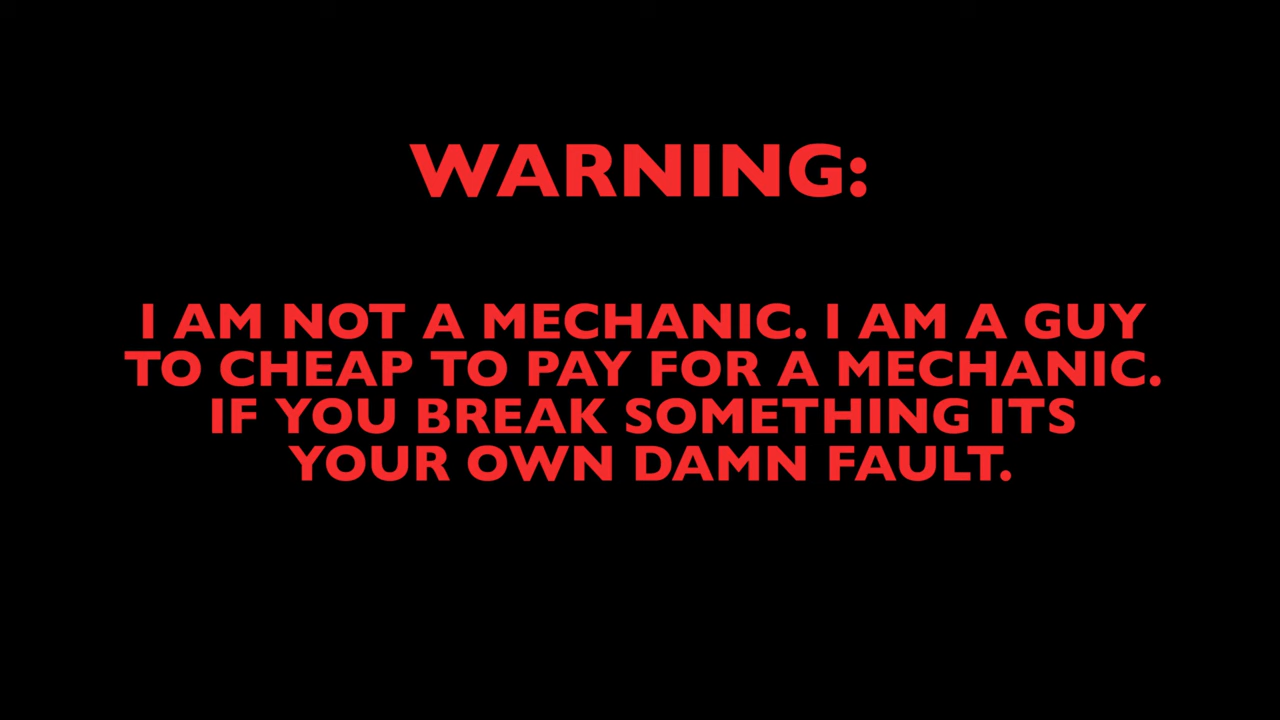 WARNING:
I AM NOT A MECHANIC. I AM A GUY
TO CHEAP TO PAY FOR A MECHANIC.
IF YOU BREAK SOMETHING ITS
YOUR OWN DAMN FAULT.